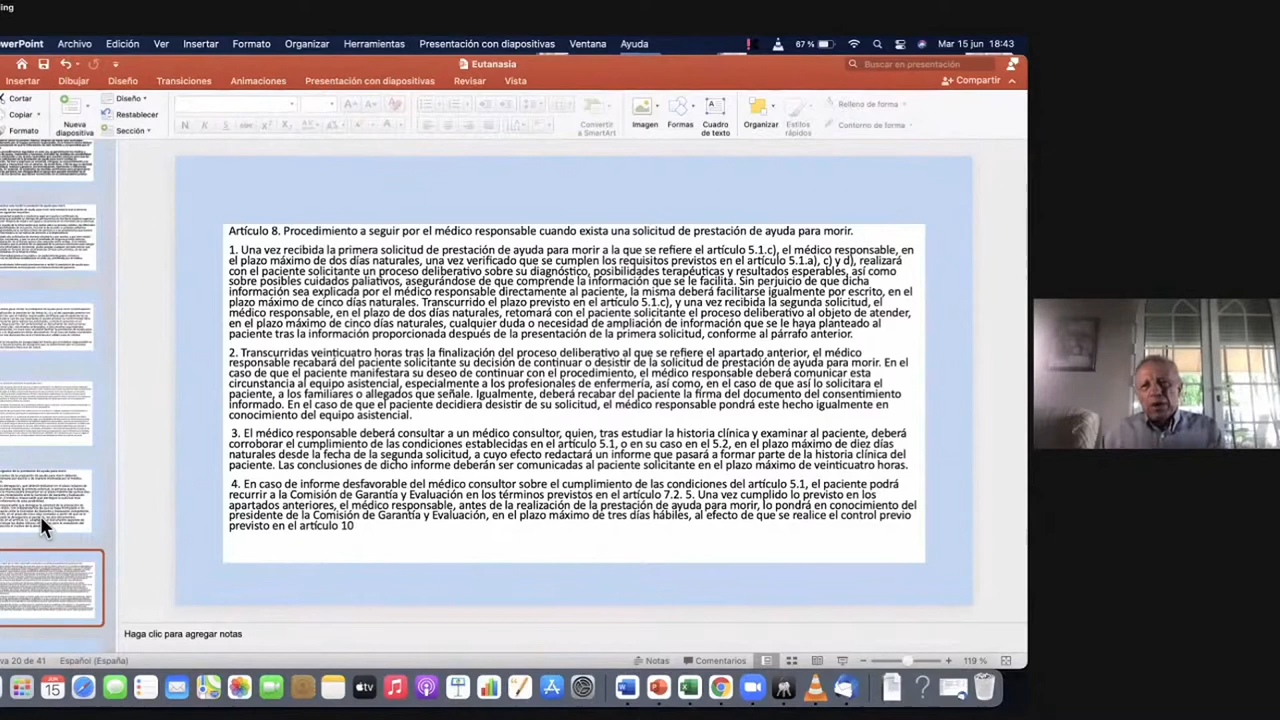 ing
PowerPoint Archivo Edición Ver Insertar Formato Organizar Herramientas Presentación con diapositivas Ventana Ayuda 67 % Mar 15 jun 18:43
Eutanasia Buscar en presentación
Insertar Dibujar Diseño Transiciones Animaciones Presentación con diapositivas Revisar Vista Compartir
Cortar Diseño
Copiar Restablecer
Formato Nueva diapositiva Sección
N K S abc
Convertir a SmartArt Imagen Formas Cuadro de texto Organizar Estilos rápidos
Relleno de forma
Contorno de forma
Artículo 8. Procedimiento a seguir por el médico responsable cuando exista una solicitud de prestación de ayuda para morir.
1. Una vez recibida la primera solicitud de prestación de ayuda para morir a la que se refiere el artículo 5.1.c), el médico responsable, en
el plazo máximo de dos días naturales, una vez verificado que se cumplen los requisitos previstos en el artículo 5.1.a), c) y d), realizará
con el paciente solicitante un proceso deliberativo sobre su diagnóstico, posibilidades terapéuticas y resultados esperables, así como
sobre posibles cuidados paliativos, asegurándose de que comprende la información que se le facilita. Sin perjuicio de que dicha
información sea explicada por el médico responsable directamente al paciente, la misma deberá facilitarse igualmente por escrito, en el
plazo máximo de cinco días naturales. Transcurrido el plazo previsto en el artículo 5.1.c), y una vez recibida la segunda solicitud, el
médico responsable, en el plazo de dos días naturales, retomará con el paciente solicitante el proceso deliberativo al objeto de atender,
en el plazo máximo de cinco días naturales, cualquier duda o necesidad de ampliación de información que se le haya planteado al
paciente tras la información proporcionada después de la presentación de la primera solicitud, conforme al párrafo anterior.
2. Transcurridas veinticuatro horas tras la finalización del proceso deliberativo al que se refiere el apartado anterior, el médico
responsable recabará del paciente solicitante su decisión de continuar o desistir de la solicitud de prestación de ayuda para morir. En el
caso de que el paciente manifestara su deseo de continuar con el procedimiento, el médico responsable deberá comunicar esta
circunstancia al equipo asistencial, especialmente a los profesionales de enfermería, así como, en el caso de que así lo solicitara el
paciente, a los familiares o allegados que señale. Igualmente, deberá recabar del paciente la firma del documento del consentimiento
informado. En el caso de que el paciente decidiera desistir de su solicitud, el médico responsable pondrá este hecho igualmente en
conocimiento del equipo asistencial.
3. El médico responsable deberá consultar a un médico consultor, quien, tras estudiar la historia clínica y examinar al paciente, deberá
corroborar el cumplimiento de las condiciones establecidas en el artículo 5.1, o en su caso en el 5.2, en el plazo máximo de diez días
naturales desde la fecha de la segunda solicitud, a cuyo efecto redactará un informe que pasará a formar parte de la historia clínica del
paciente. Las conclusiones de dicho informe deberán ser comunicadas al paciente solicitante en el plazo máximo de veinticuatro horas.
4. En caso de informe desfavorable del médico consultor sobre el cumplimiento de las condiciones del artículo 5.1, el paciente podrá
recurrir a la Comisión de Garantía y Evaluación en los términos previstos en el artículo 7.2. 5. Una vez cumplido lo previsto en los
apartados anteriores, el médico responsable, antes de la realización de la prestación de ayuda para morir, lo pondrá en conocimiento del
presidente de la Comisión de Garantía y Evaluación, en el plazo máximo de tres días hábiles, al efecto de que se realice el control previo
previsto en el artículo 10
Haga clic para agregar notas
va 20 de 41 Español (España) Notas Comentarios 119 %
JUN 15 tv